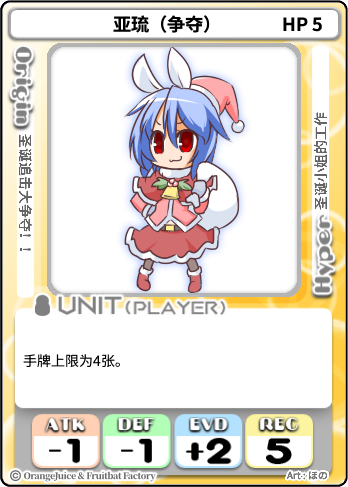 亚琉（争夺） HP 5
Origin
圣诞追击大争夺！！
Hyper
圣诞小姐的工作
UNIT(PLAYER)
手牌上限为4张。
ATK DEF EVD REC
-1 -1 +2 5
© OrangeJuice & Fruitbat Factory Art : ほの